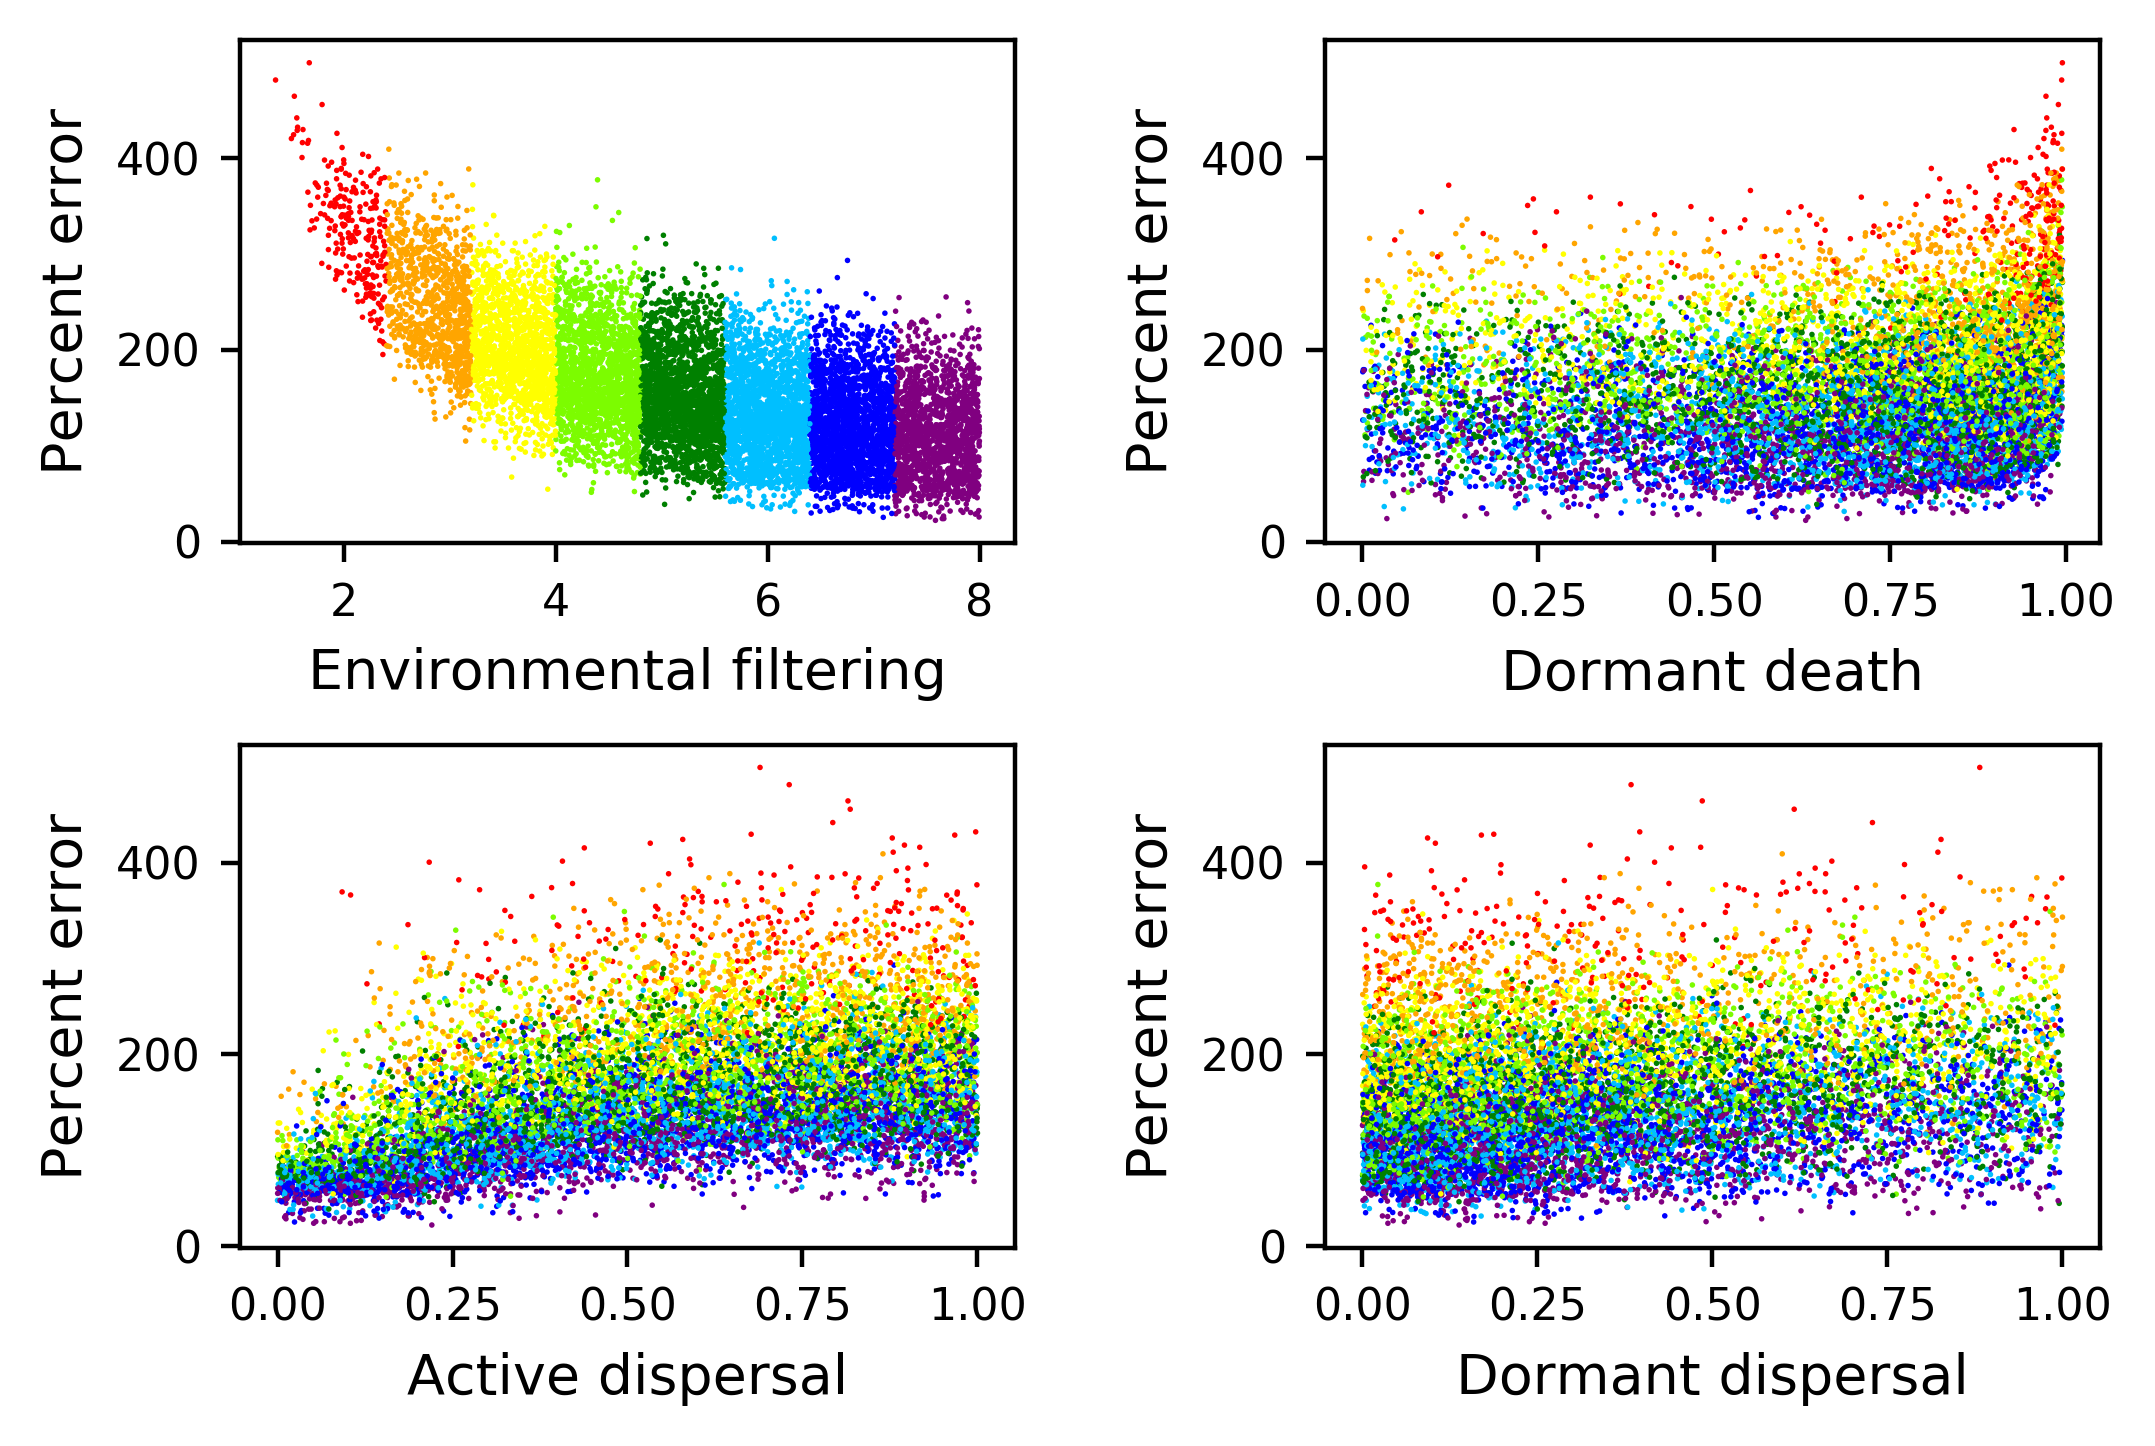 Percent error
400
200
0
2 4 6 8
Environmental filtering
Percent error
400
200
0
0.00 0.25 0.50 0.75 1.00
Dormant death
Percent error
400
200
0
0.00 0.25 0.50 0.75 1.00
Active dispersal
Percent error
400
200
0
0.00 0.25 0.50 0.75 1.00
Dormant dispersal